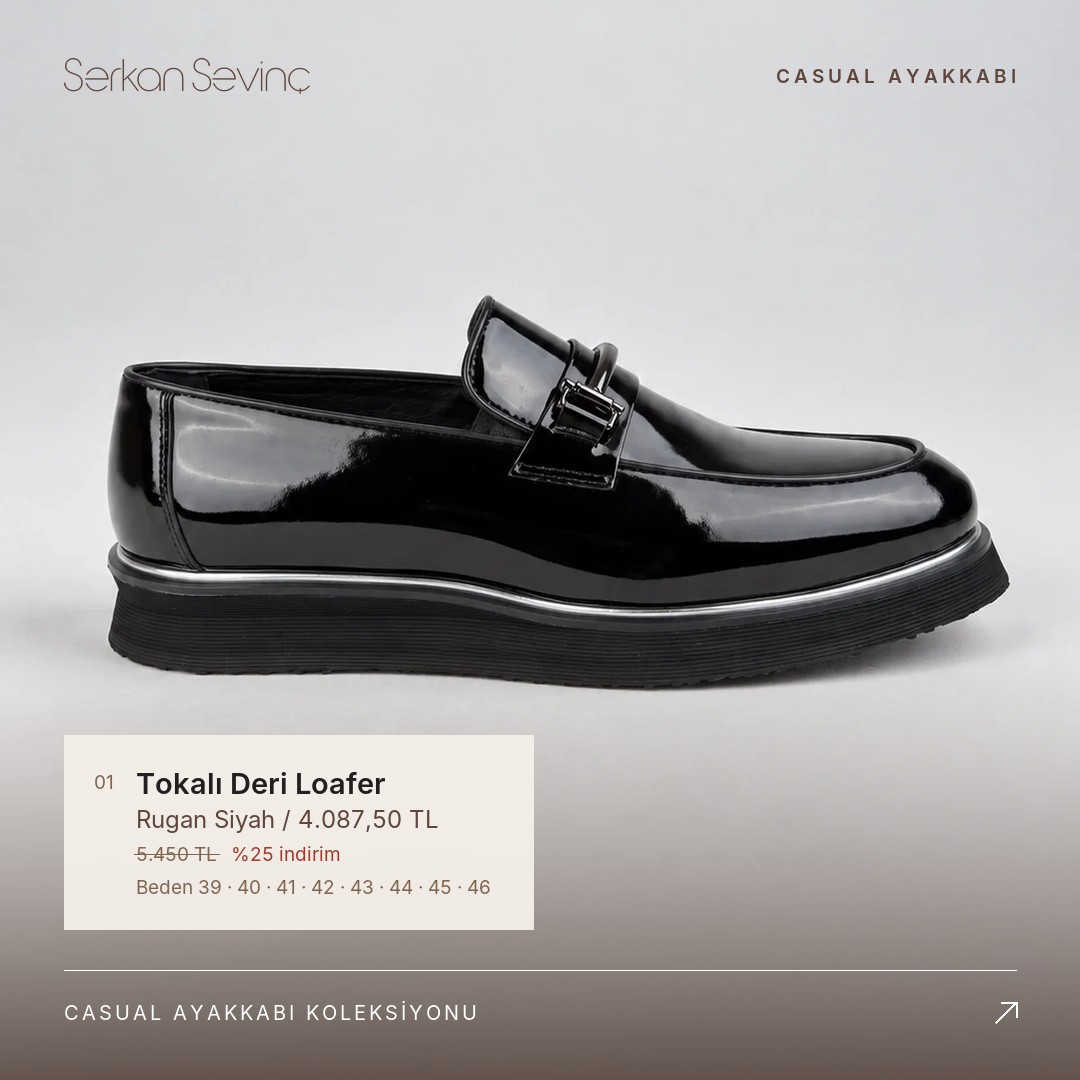 Serkan Sevinç
CASUAL AYAKKABI
01
Tokalı Deri Loafer
Rugan Siyah / 4.087,50 TL
5.450 TL %25 indirim
Beden 39 · 40 · 41 · 42 · 43 · 44 · 45 · 46
CASUAL AYAKKABI KOLEKSİYONU